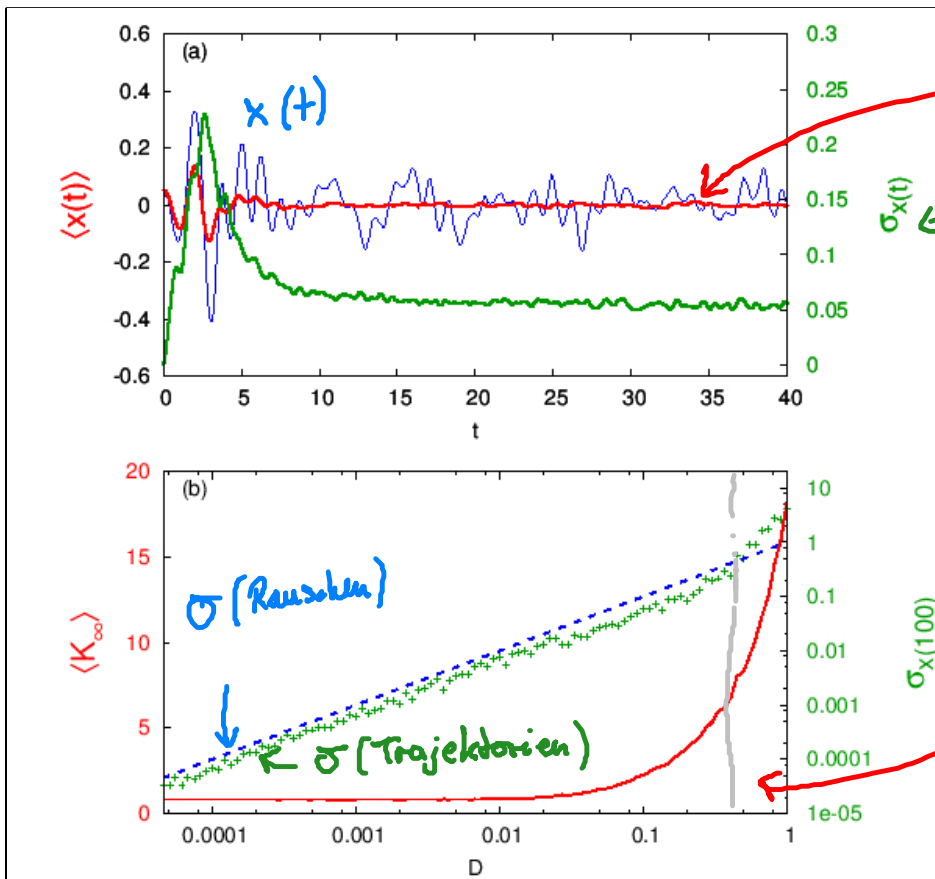 (a)
x (t)
0.6
0.4
0.2
0
-0.2
-0.4
-0.6
⟨x(t)⟩
0.3
0.25
0.2
0.15
0.1
0.05
0
σx(t)
0 5 10 15 20 25 30 35 40
t
(b)
20
15
10
5
0
⟨K∞⟩
σ (Rauschen)
σ (Trajektorien)
10
1
0.1
0.01
0.001
0.0001
1e-05
σx(100)
0.0001 0.001 0.01 0.1 1
D